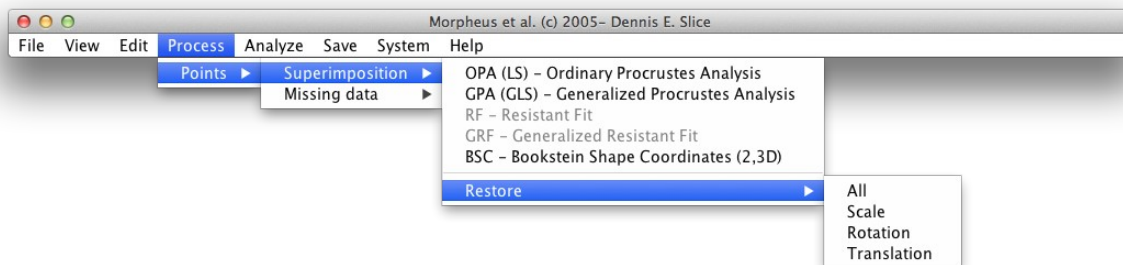 Morpheus et al. (c) 2005– Dennis E. Slice
File View Edit Process Analyze Save System Help
Points
Superimposition
Missing data
OPA (LS) – Ordinary Procrustes Analysis
GPA (GLS) – Generalized Procrustes Analysis
RF – Resistant Fit
GRF – Generalized Resistant Fit
BSC – Bookstein Shape Coordinates (2,3D)
Restore
All
Scale
Rotation
Translation